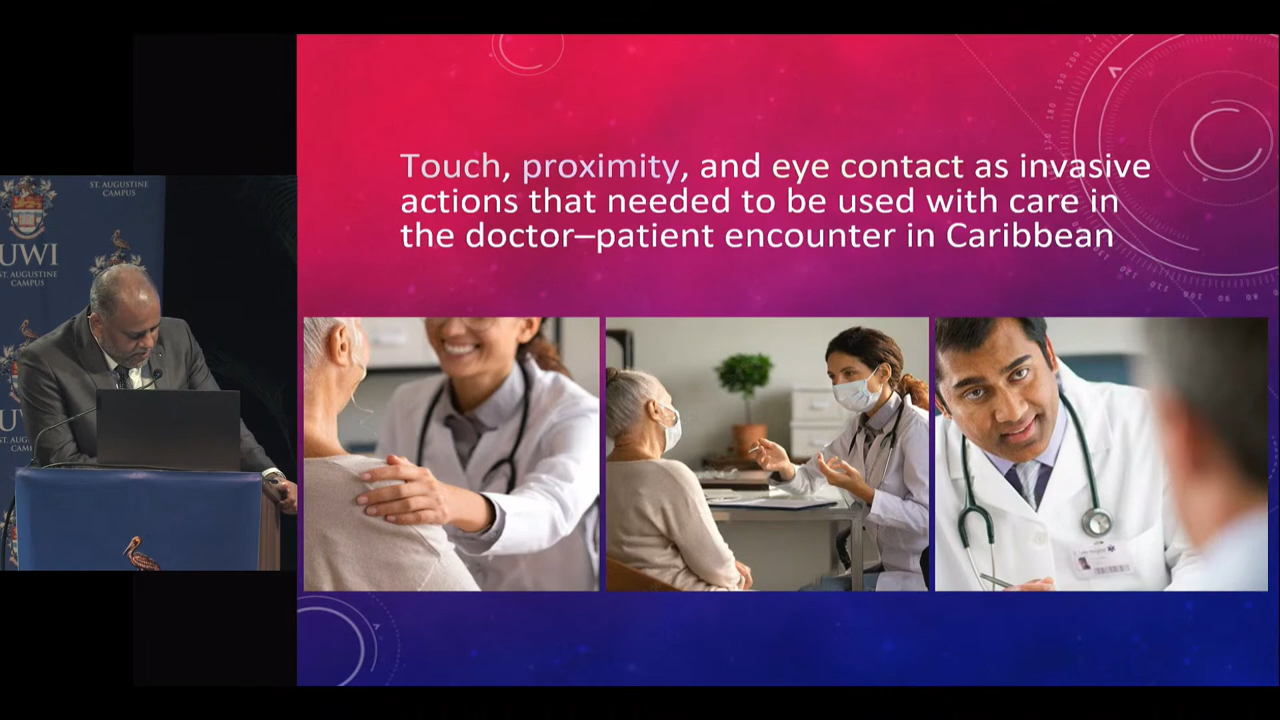 Touch, proximity, and eye contact as invasive
actions that needed to be used with care in
the doctor–patient encounter in Caribbean
ST. AUGUSTINE
CAMPUS
UWI
ST. AUGUSTINE
CAMPUS